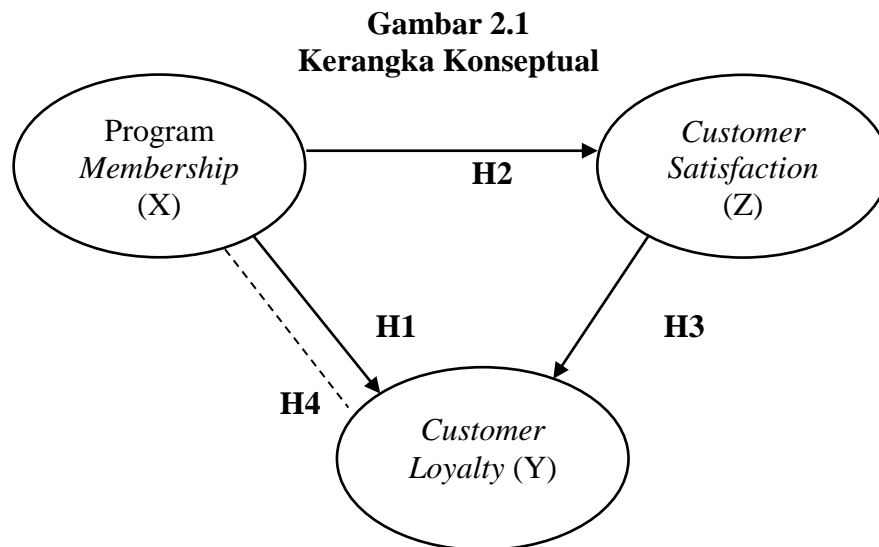 Gambar 2.1
Kerangka Konseptual
Program
Membership
(X)
H2
Customer
Satisfaction
(Z)
H1
H3
H4
Customer
Loyalty (Y)